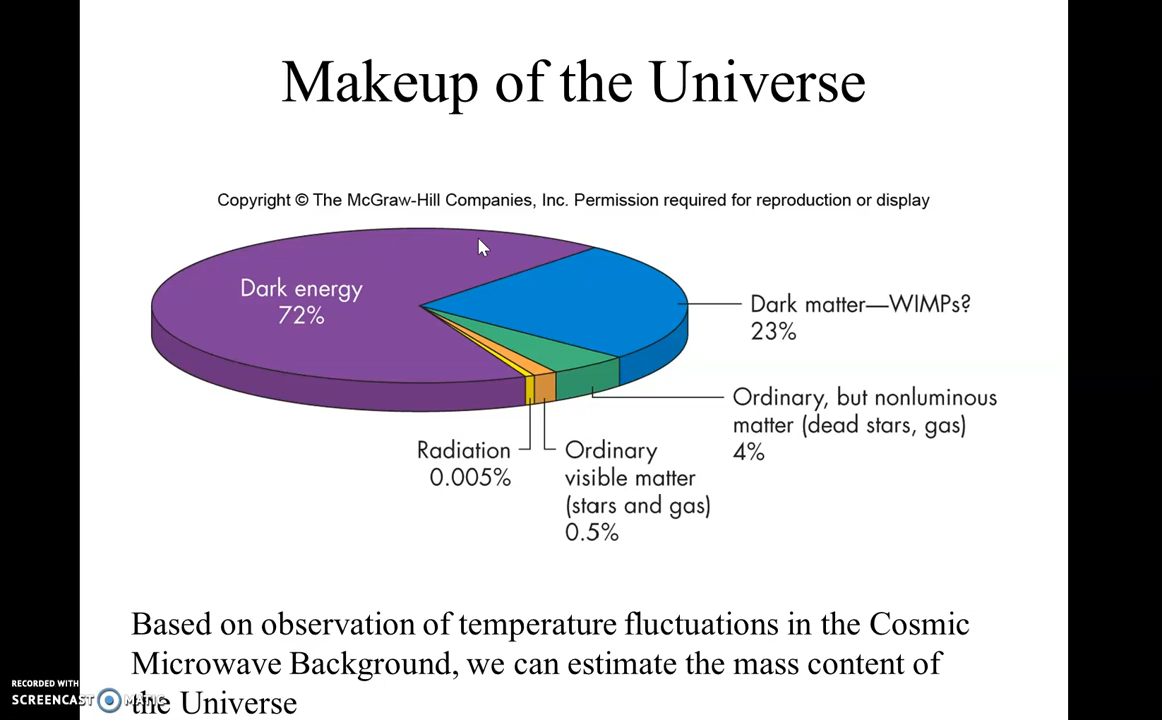 Makeup of the Universe
Copyright © The McGraw-Hill Companies, Inc. Permission required for reproduction or display
Dark energy
72%
Dark matter—WIMPs?
23%
Ordinary, but nonluminous
matter (dead stars, gas)
4%
Radiation
0.005%
Ordinary
visible matter
(stars and gas)
0.5%
Based on observation of temperature fluctuations in the Cosmic
Microwave Background, we can estimate the mass content of
the Universe
RECORDED WITH
SCREENCAST MATIC